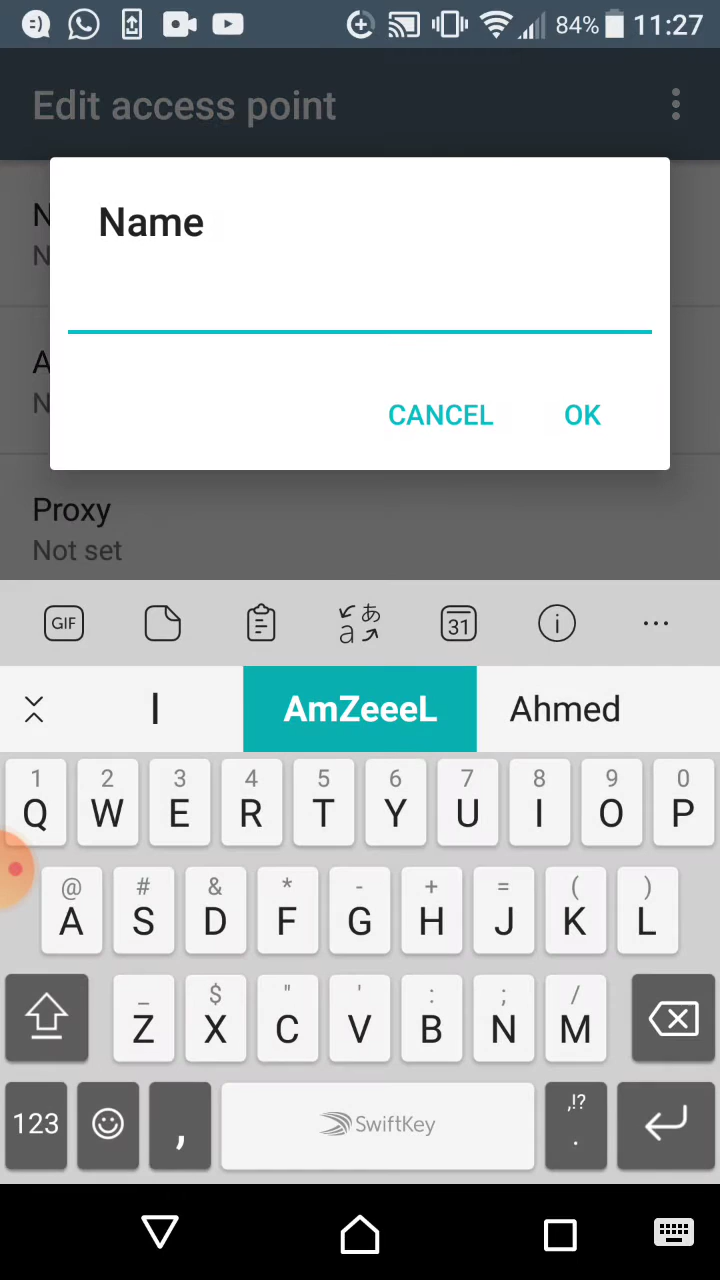 84% 11:27
Edit access point
N
N
Name
A
N
CANCEL OK
Proxy
Not set
GIF あ a 31 i ...
I AmZeeeL Ahmed
1 2 3 4 5 6 7 8 9 0
Q W E R T Y U I O P
@ # & * - + = ( )
A S D F G H J K L
_ $ " ' : ; /
Z X C V B N M
123 , SwiftKey ,!? .